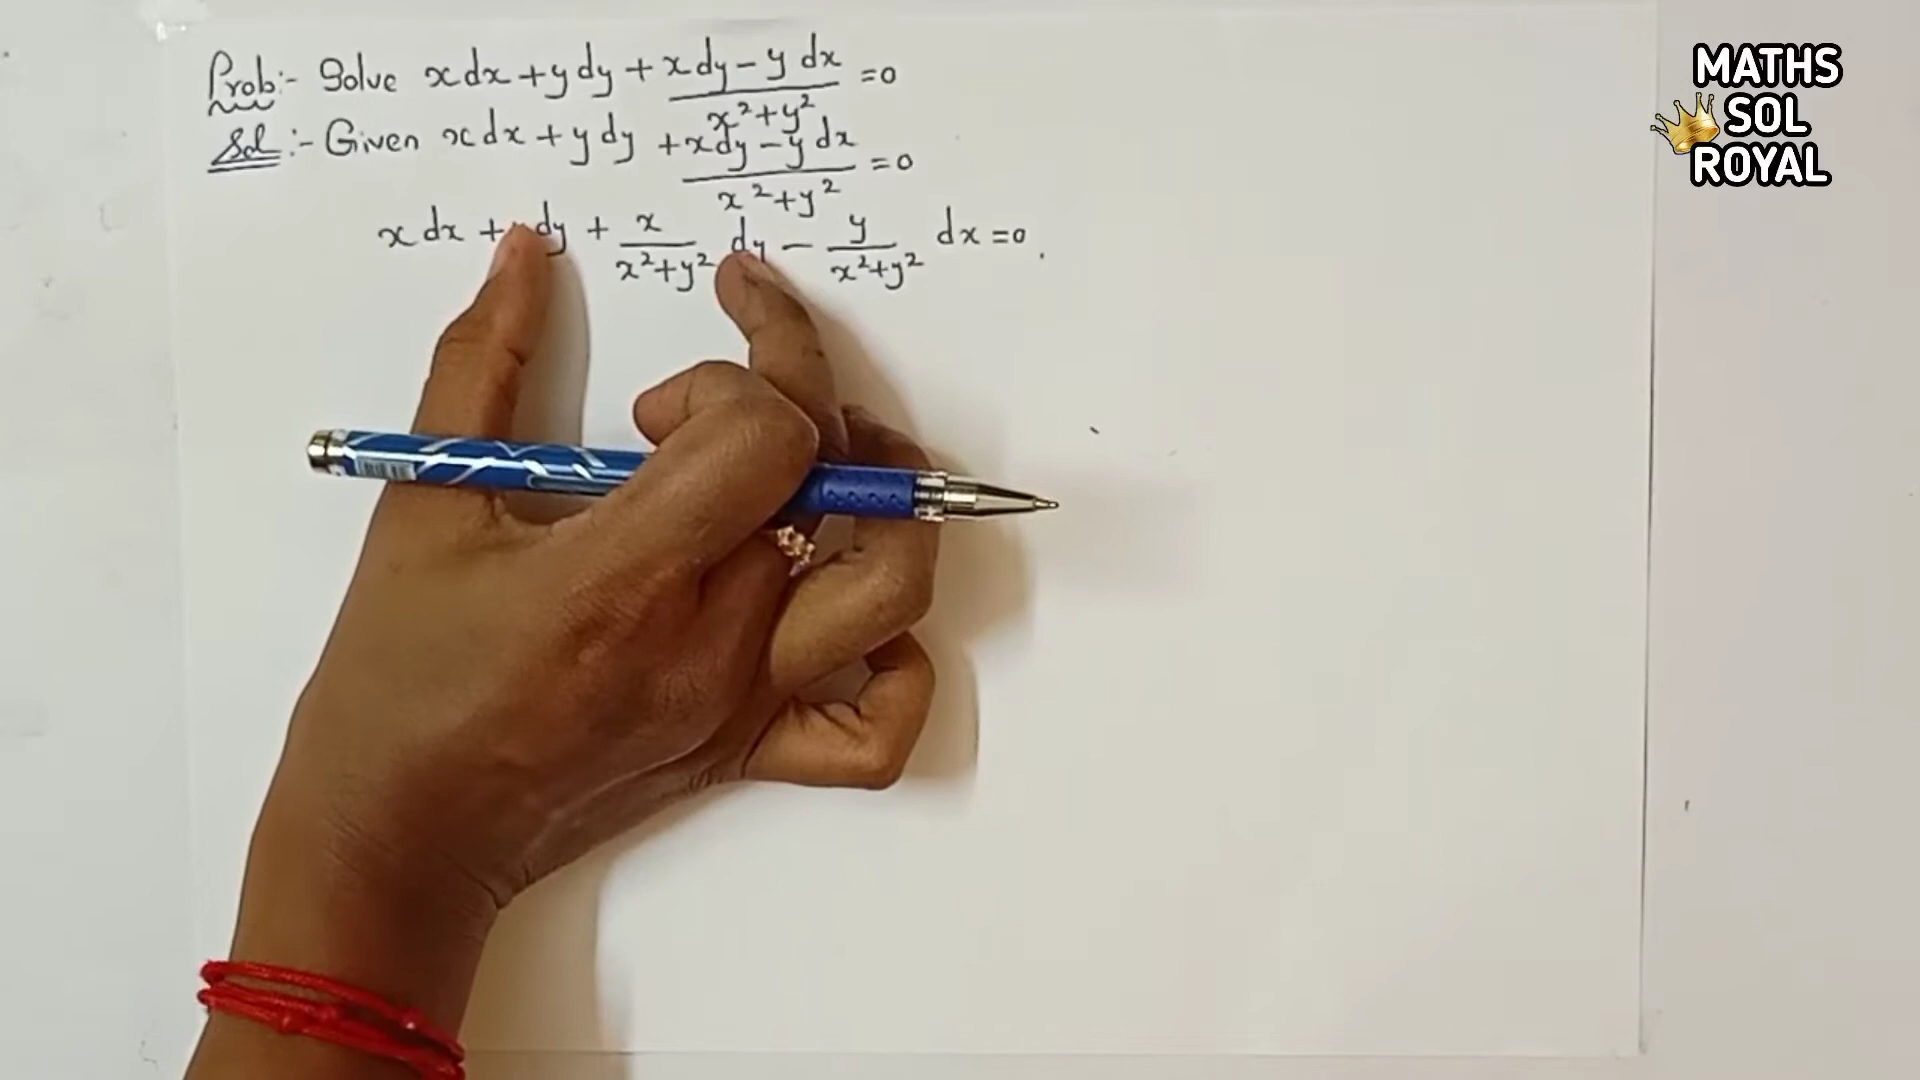 Prob:- Solve x dx + y dy + (x dy - y dx)/(x² + y²) = 0
Sol:- Given x dx + y dy + (x dy - y dx)/(x² + y²) = 0
x dx + dy + x/(x² + y²) dy - y/(x² + y²) dx = 0.
MATHS
SOL
ROYAL